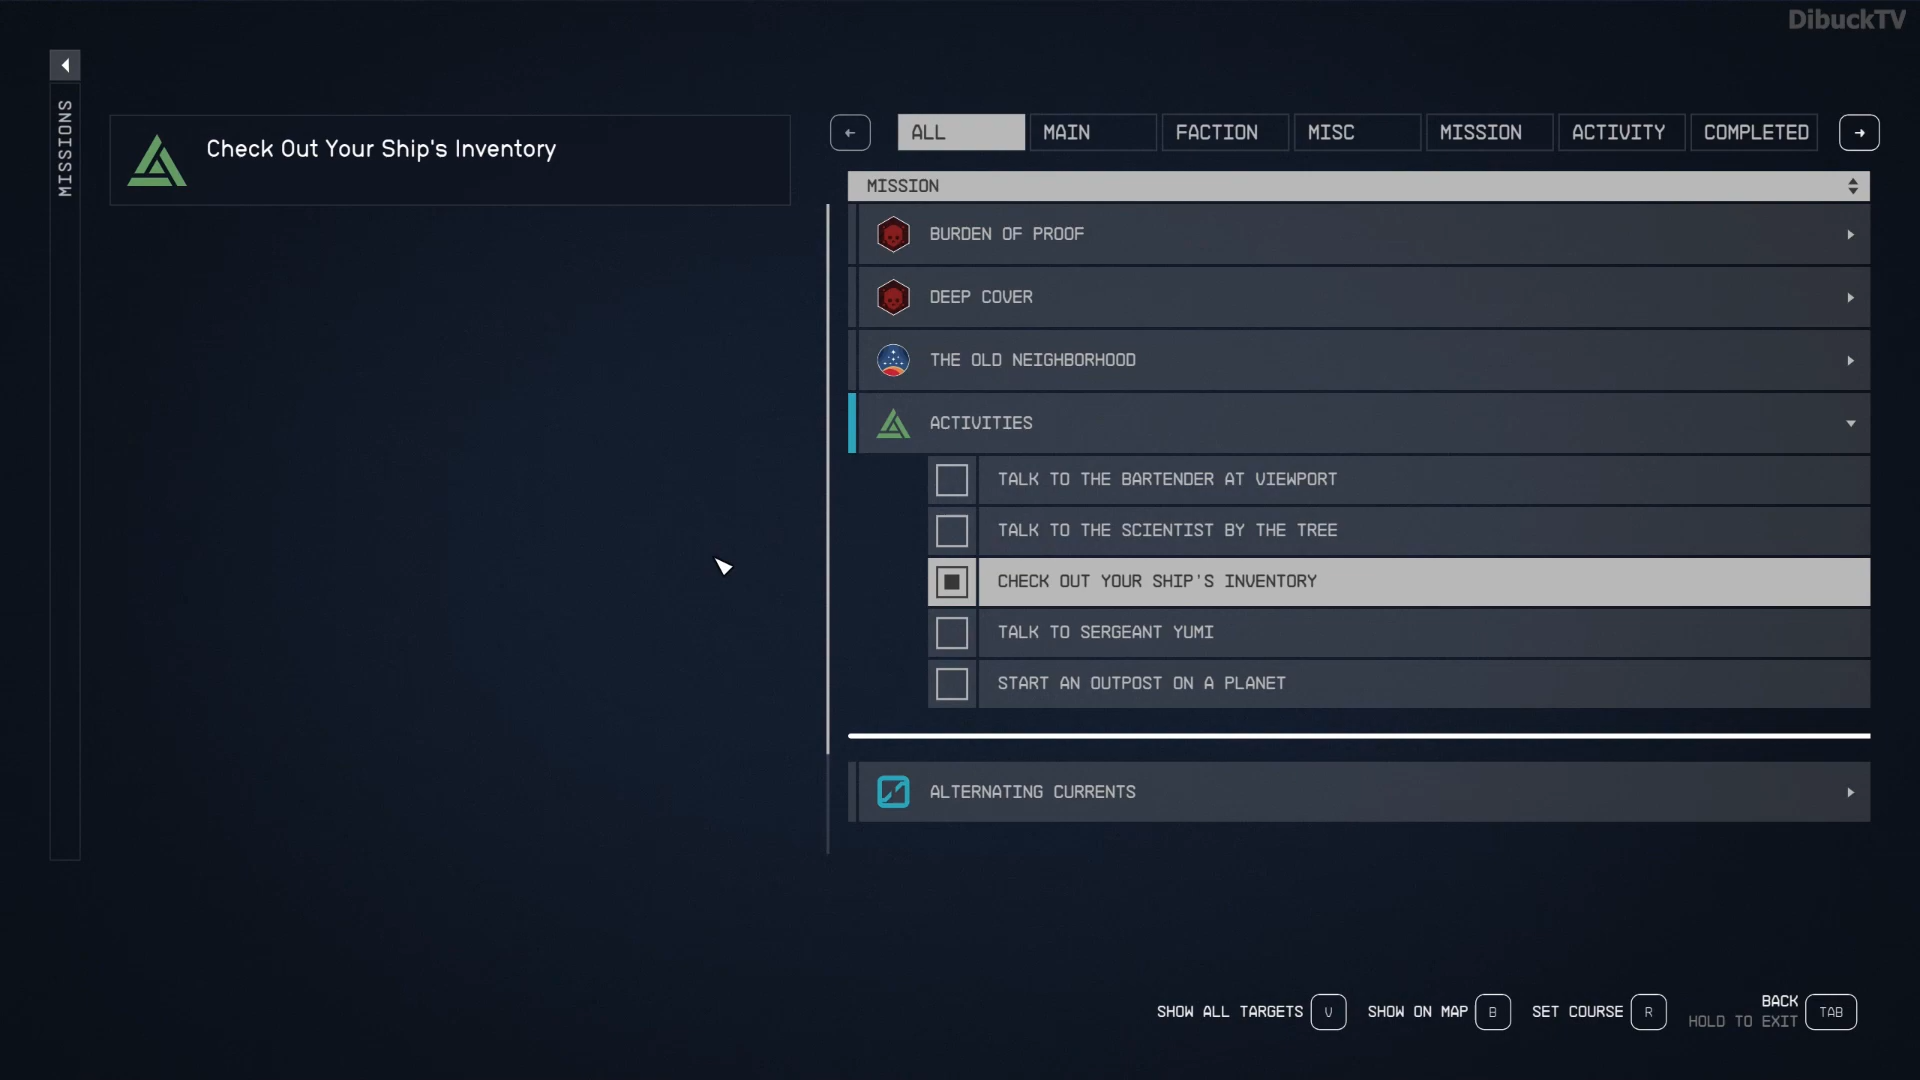 DibuckTV
MISSIONS
Check Out Your Ship's Inventory
ALL MAIN FACTION MISC MISSION ACTIVITY COMPLETED
MISSION
BURDEN OF PROOF
DEEP COVER
THE OLD NEIGHBORHOOD
ACTIVITIES
TALK TO THE BARTENDER AT VIEWPORT
TALK TO THE SCIENTIST BY THE TREE
CHECK OUT YOUR SHIP'S INVENTORY
TALK TO SERGEANT YUMI
START AN OUTPOST ON A PLANET
ALTERNATING CURRENTS
SHOW ALL TARGETS V SHOW ON MAP B SET COURSE R BACK TAB
HOLD TO EXIT